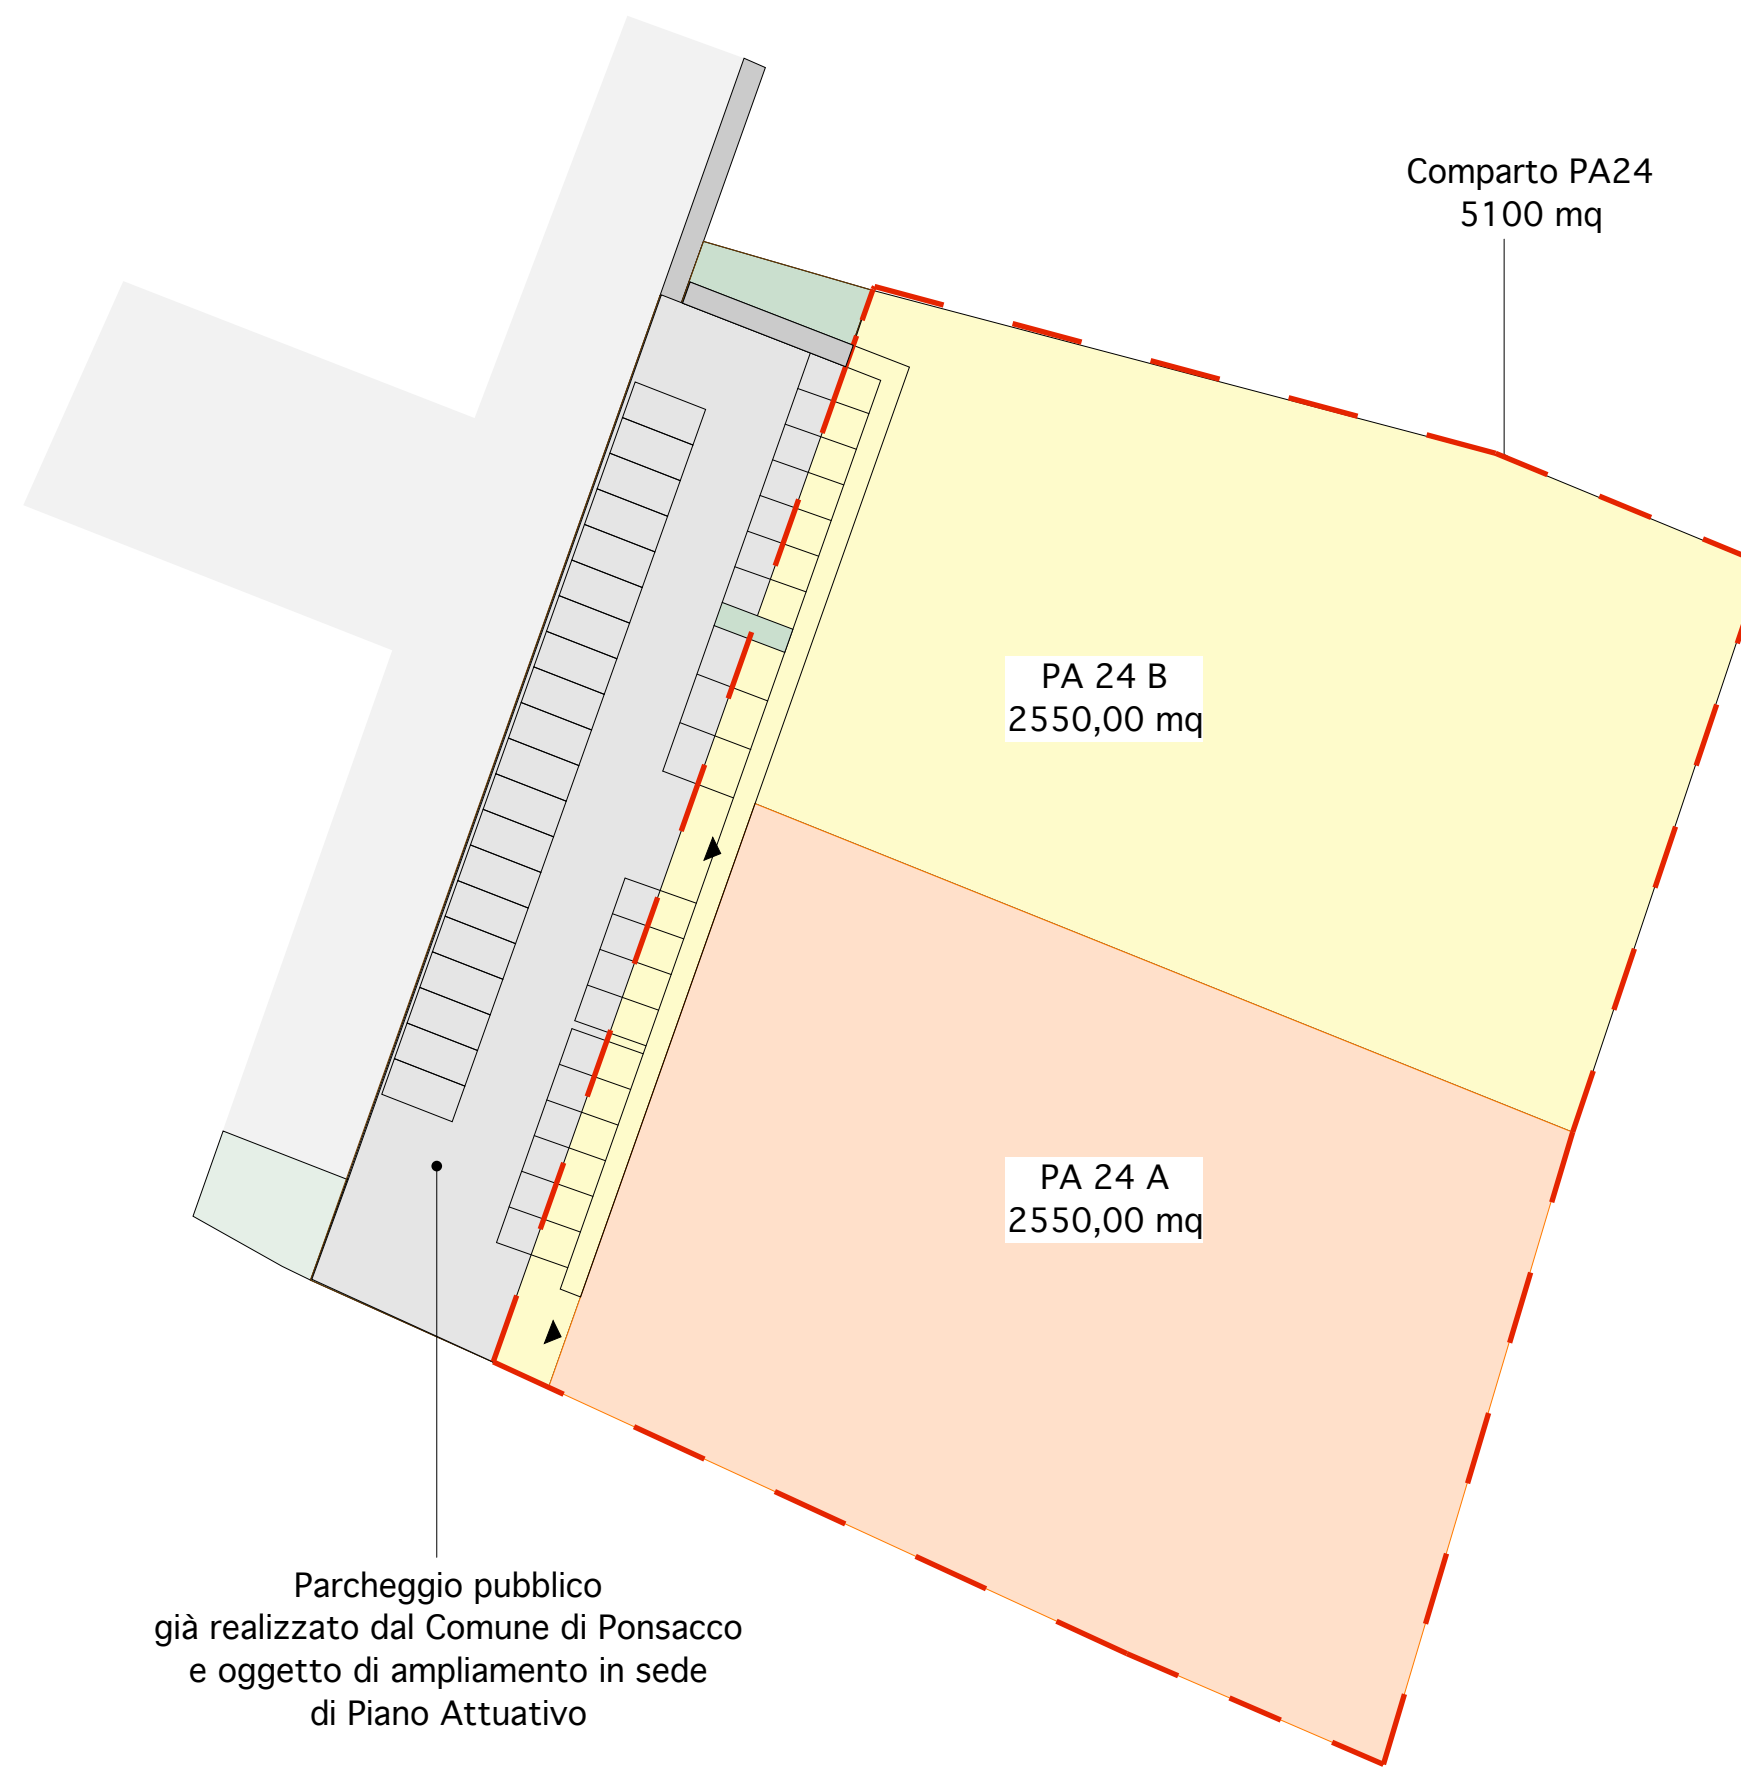 Comparto PA24
5100 mq
PA 24 B
2550,00 mq
PA 24 A
2550,00 mq
Parcheggio pubblico
già realizzato dal Comune di Ponsacco
e oggetto di ampliamento in sede
di Piano Attuativo